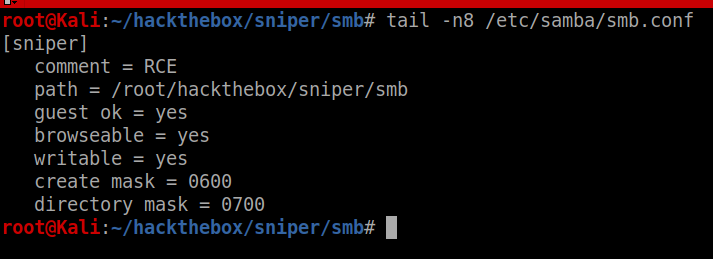 root@Kali:~/hackthebox/sniper/smb# tail -n8 /etc/samba/smb.conf
[sniper]
   comment = RCE
   path = /root/hackthebox/sniper/smb
   guest ok = yes
   browseable = yes
   writable = yes
   create mask = 0600
   directory mask = 0700
root@Kali:~/hackthebox/sniper/smb#